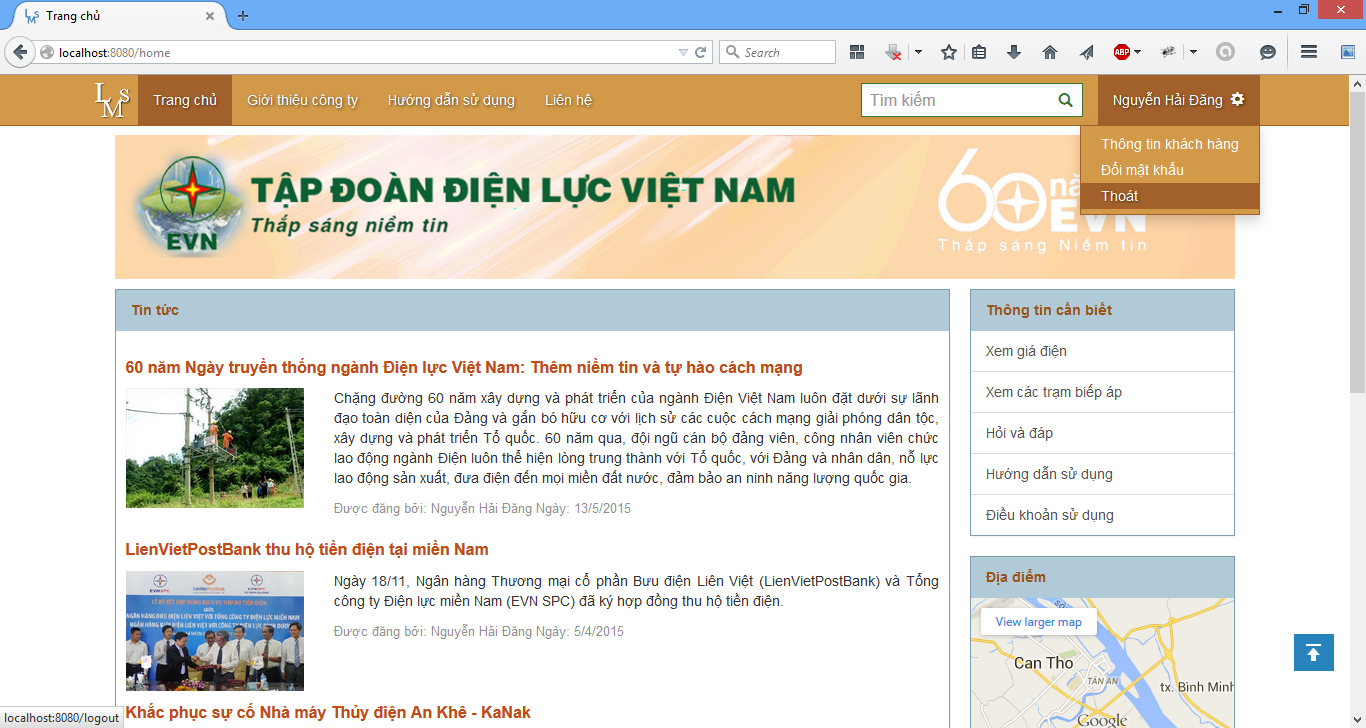 Trang chủ
localhost:8080/home
Search
ABP
LMS
Trang chủ
Giới thiệu công ty
Hướng dẫn sử dụng
Liên hệ
Tìm kiếm
Nguyễn Hải Đăng
Thông tin khách hàng
Đổi mật khẩu
Thoát
TẬP ĐOÀN ĐIỆN LỰC VIỆT NAM
Thắp sáng niềm tin
EVN
60 nă
EVN
Thắp sáng Niềm tin
Tin tức
60 năm Ngày truyền thống ngành Điện lực Việt Nam: Thêm niềm tin và tự hào cách mạng
Chặng đường 60 năm xây dựng và phát triển của ngành Điện Việt Nam luôn đặt dưới sự lãnh
đạo toàn diện của Đảng và gắn bó hữu cơ với lịch sử các cuộc cách mạng giải phóng dân tộc,
xây dựng và phát triển Tổ quốc. 60 năm qua, đội ngũ cán bộ đảng viên, công nhân viên chức
lao động ngành Điện luôn thể hiện lòng trung thành với Tổ quốc, với Đảng và nhân dân, nỗ lực
lao động sản xuất, đưa điện đến mọi miền đất nước, đảm bảo an ninh năng lượng quốc gia.
Được đăng bởi: Nguyễn Hải Đăng Ngày: 13/5/2015
LienVietPostBank thu hộ tiền điện tại miền Nam
Ngày 18/11, Ngân hàng Thương mại cổ phần Bưu điện Liên Việt (LienVietPostBank) và Tổng
công ty Điện lực miền Nam (EVN SPC) đã ký hợp đồng thu hộ tiền điện.
Được đăng bởi: Nguyễn Hải Đăng Ngày: 5/4/2015
Khắc phục sự cố Nhà máy Thủy điện An Khê - KaNak
Thông tin cần biết
Xem giá điện
Xem các trạm biếp áp
Hỏi và đáp
Hướng dẫn sử dụng
Điều khoản sử dụng
Địa điểm
View larger map
Can Tho
TÂN AN
tx. Bình Minh
Google
localhost:8080/logout